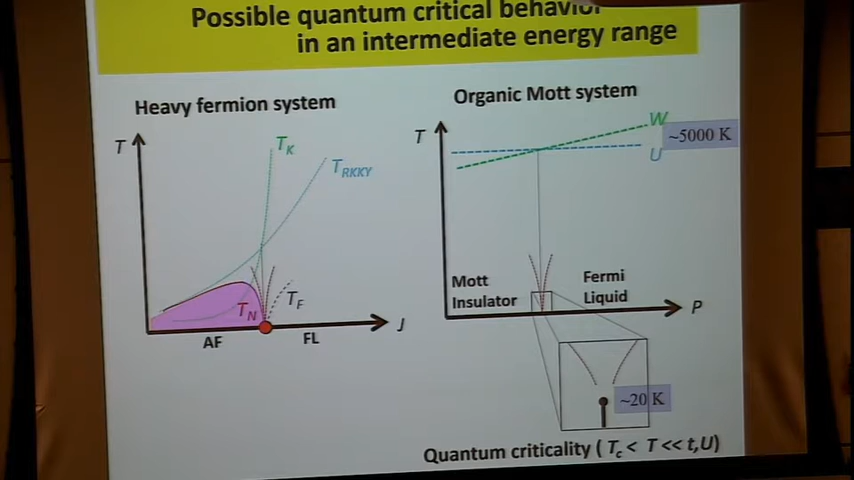 Possible quantum critical behavior
in an intermediate energy range
Heavy fermion system
Organic Mott system
T
T_K
T_RKKY
T_N
T_F
J
AF
FL
T
W
~5000 K
U
Mott
Insulator
Fermi
Liquid
P
~20 K
Quantum criticality ( T_c < T << t,U)